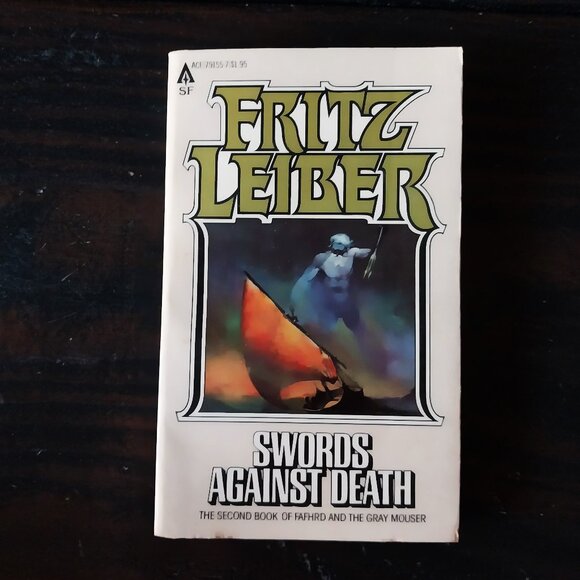 ACE 79155-7 $1.95
SF
FRITZ
LEIBER
SWORDS
AGAINST DEATH
THE SECOND BOOK OF FAFHRD AND THE GRAY MOUSER